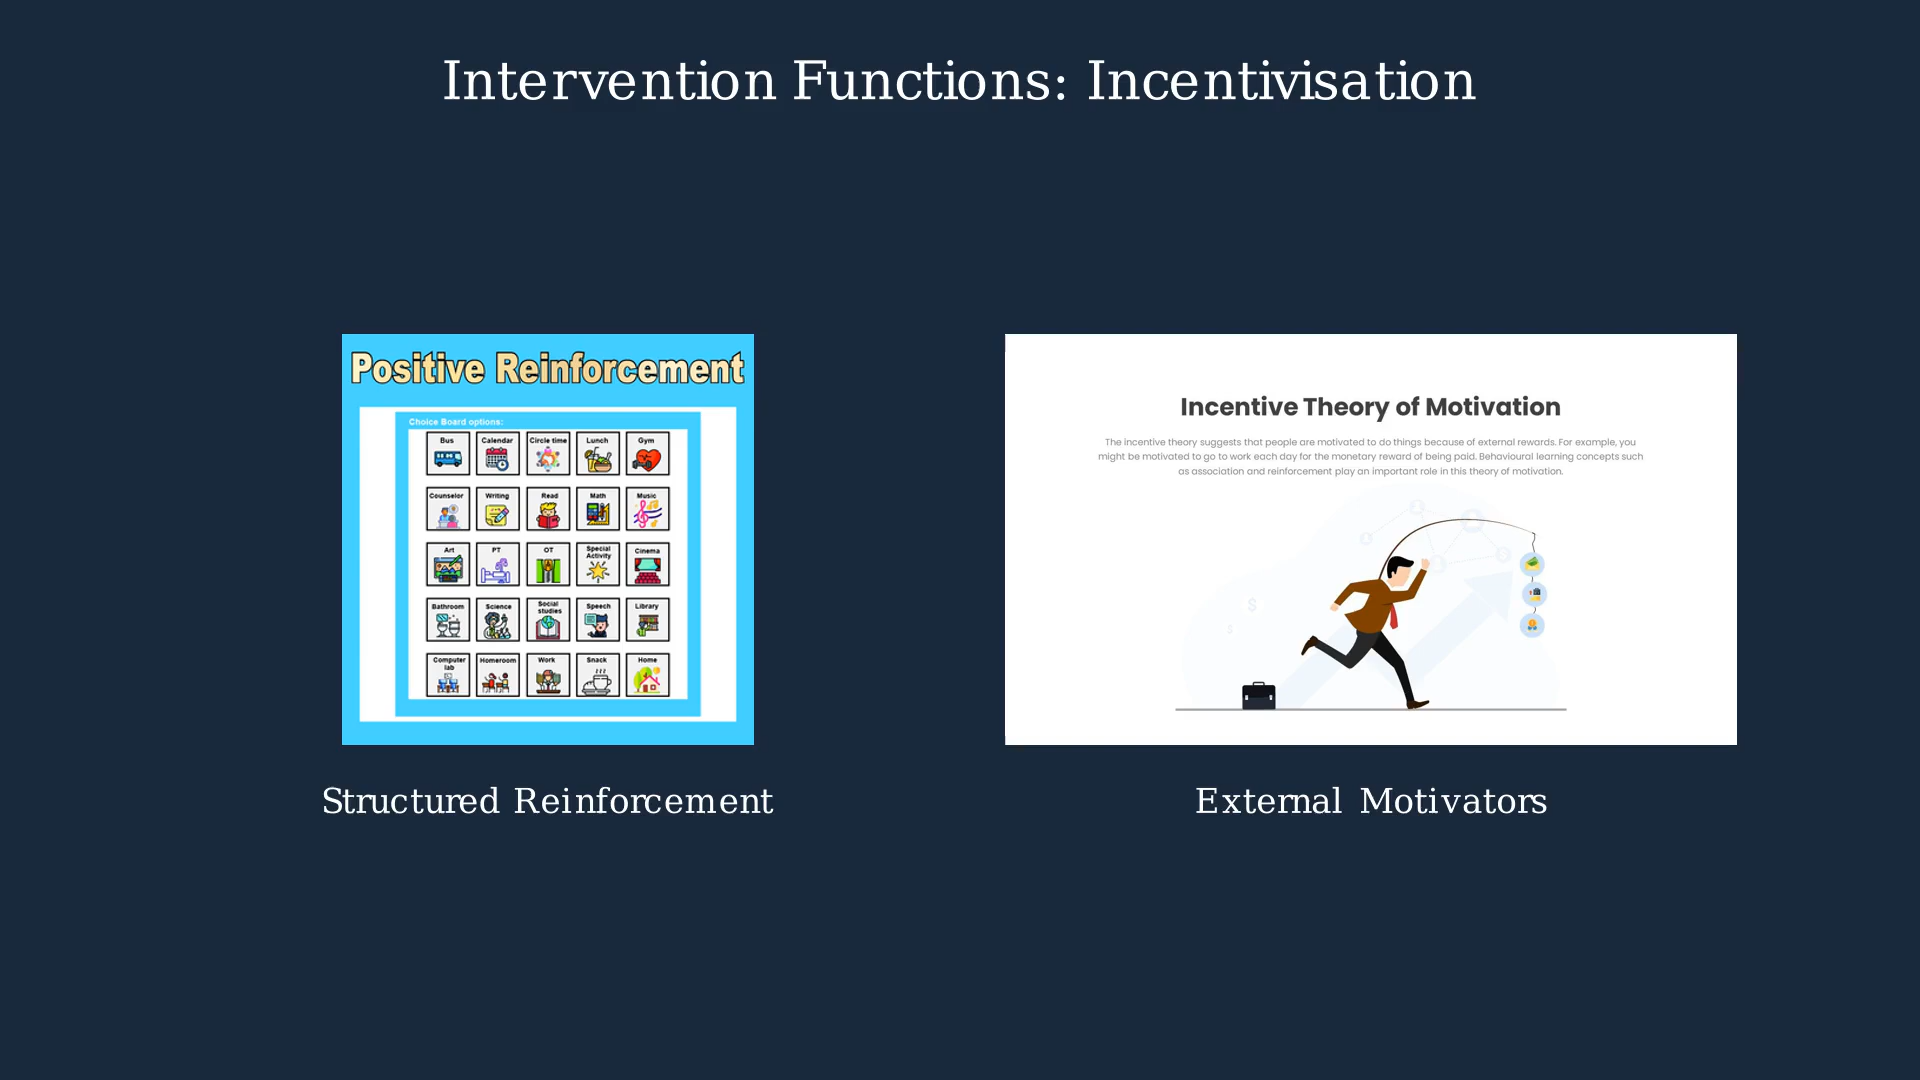 Intervention Functions: Incentivisation
Positive Reinforcement
Choice Board options:
Bus Calendar Circle time Lunch Gym
Counselor Writing Read Math Music
Art PT OT Special Activity Cinema
Bathroom Science Social studies Speech Library
Computer lab Homeroom Work Snack Home
Structured Reinforcement
Incentive Theory of Motivation
The incentive theory suggests that people are motivated to do things because of external rewards. For example, you
might be motivated to go to work each day for the monetary reward of being paid. Behavioural learning concepts such
as association and reinforcement play an important role in this theory of motivation.
$
$
External Motivators